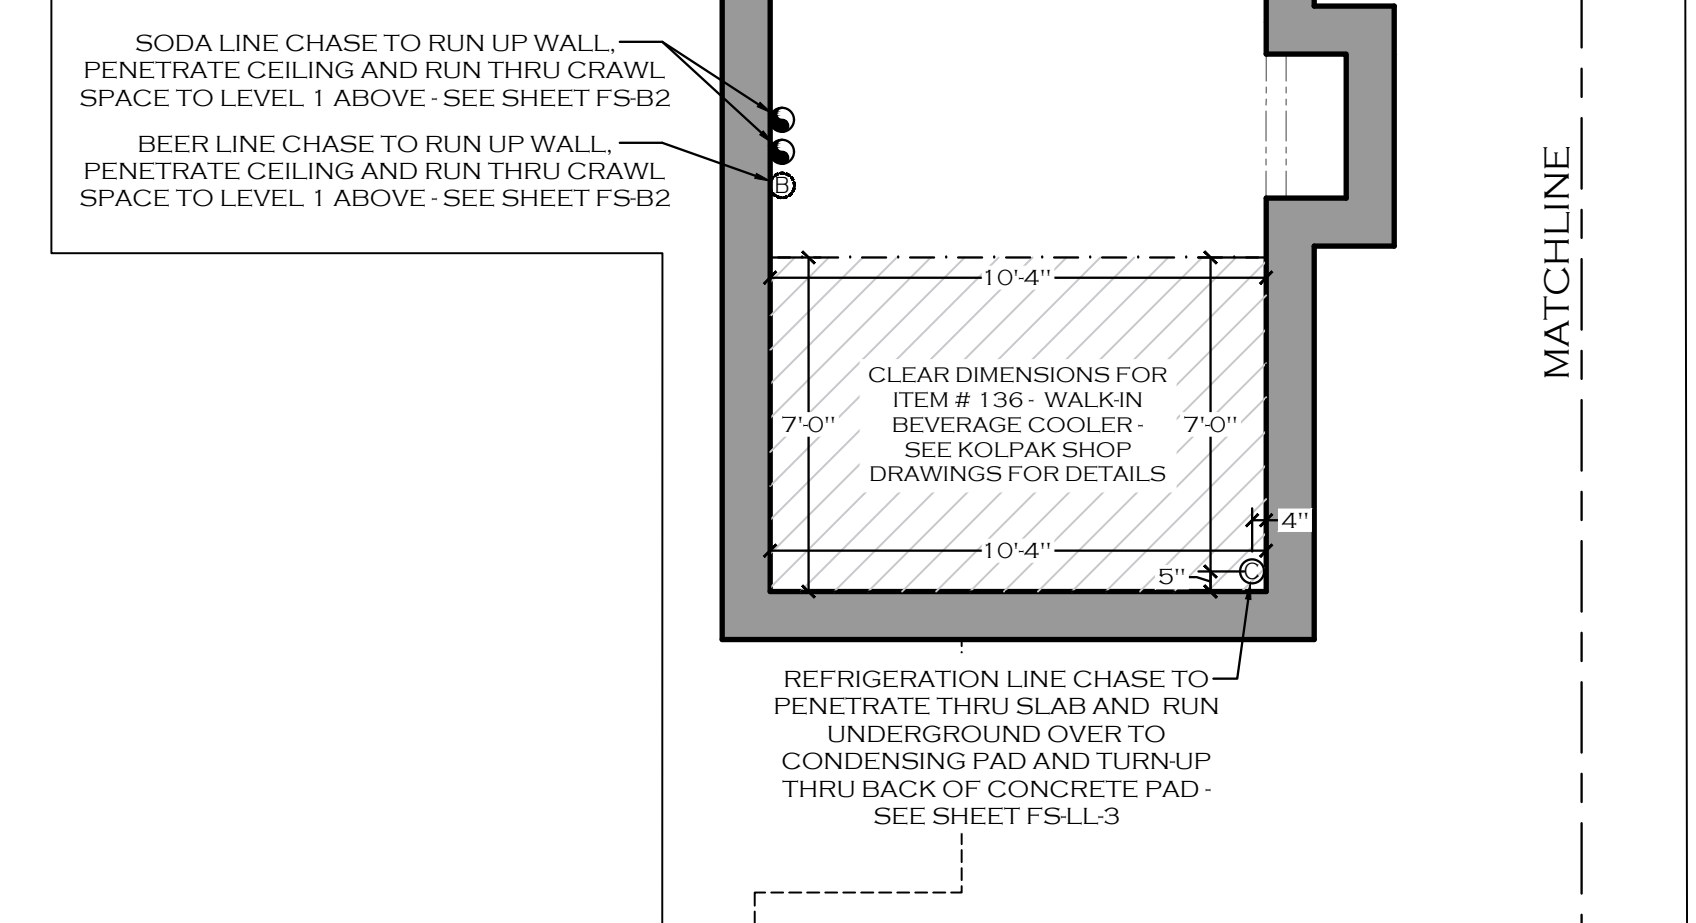 SODA LINE CHASE TO RUN UP WALL,
PENETRATE CEILING AND RUN THRU CRAWL
SPACE TO LEVEL 1 ABOVE - SEE SHEET FS-B2
BEER LINE CHASE TO RUN UP WALL,
PENETRATE CEILING AND RUN THRU CRAWL
SPACE TO LEVEL 1 ABOVE - SEE SHEET FS-B2
B
MATCHLINE
10'-4"
CLEAR DIMENSIONS FOR
ITEM # 136 - WALK-IN
BEVERAGE COOLER -
SEE KOLPAK SHOP
DRAWINGS FOR DETAILS
7'-0"
7'-0"
4"
10'-4"
5"
C
REFRIGERATION LINE CHASE TO
PENETRATE THRU SLAB AND RUN
UNDERGROUND OVER TO
CONDENSING PAD AND TURN-UP
THRU BACK OF CONCRETE PAD -
SEE SHEET FS-LL-3